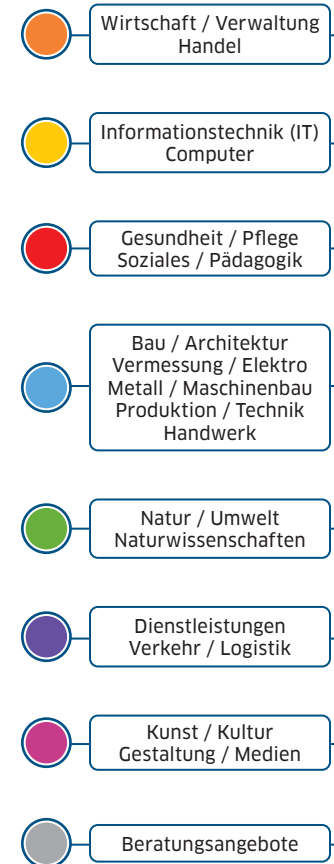 Wirtschaft / Verwaltung
Handel
Informationstechnik (IT)
Computer
Gesundheit / Pflege
Soziales / Pädagogik
Bau / Architektur
Vermessung / Elektro
Metall / Maschinenbau
Produktion / Technik
Handwerk
Natur / Umwelt
Naturwissenschaften
Dienstleistungen
Verkehr / Logistik
Kunst / Kultur
Gestaltung / Medien
Beratungsangebote